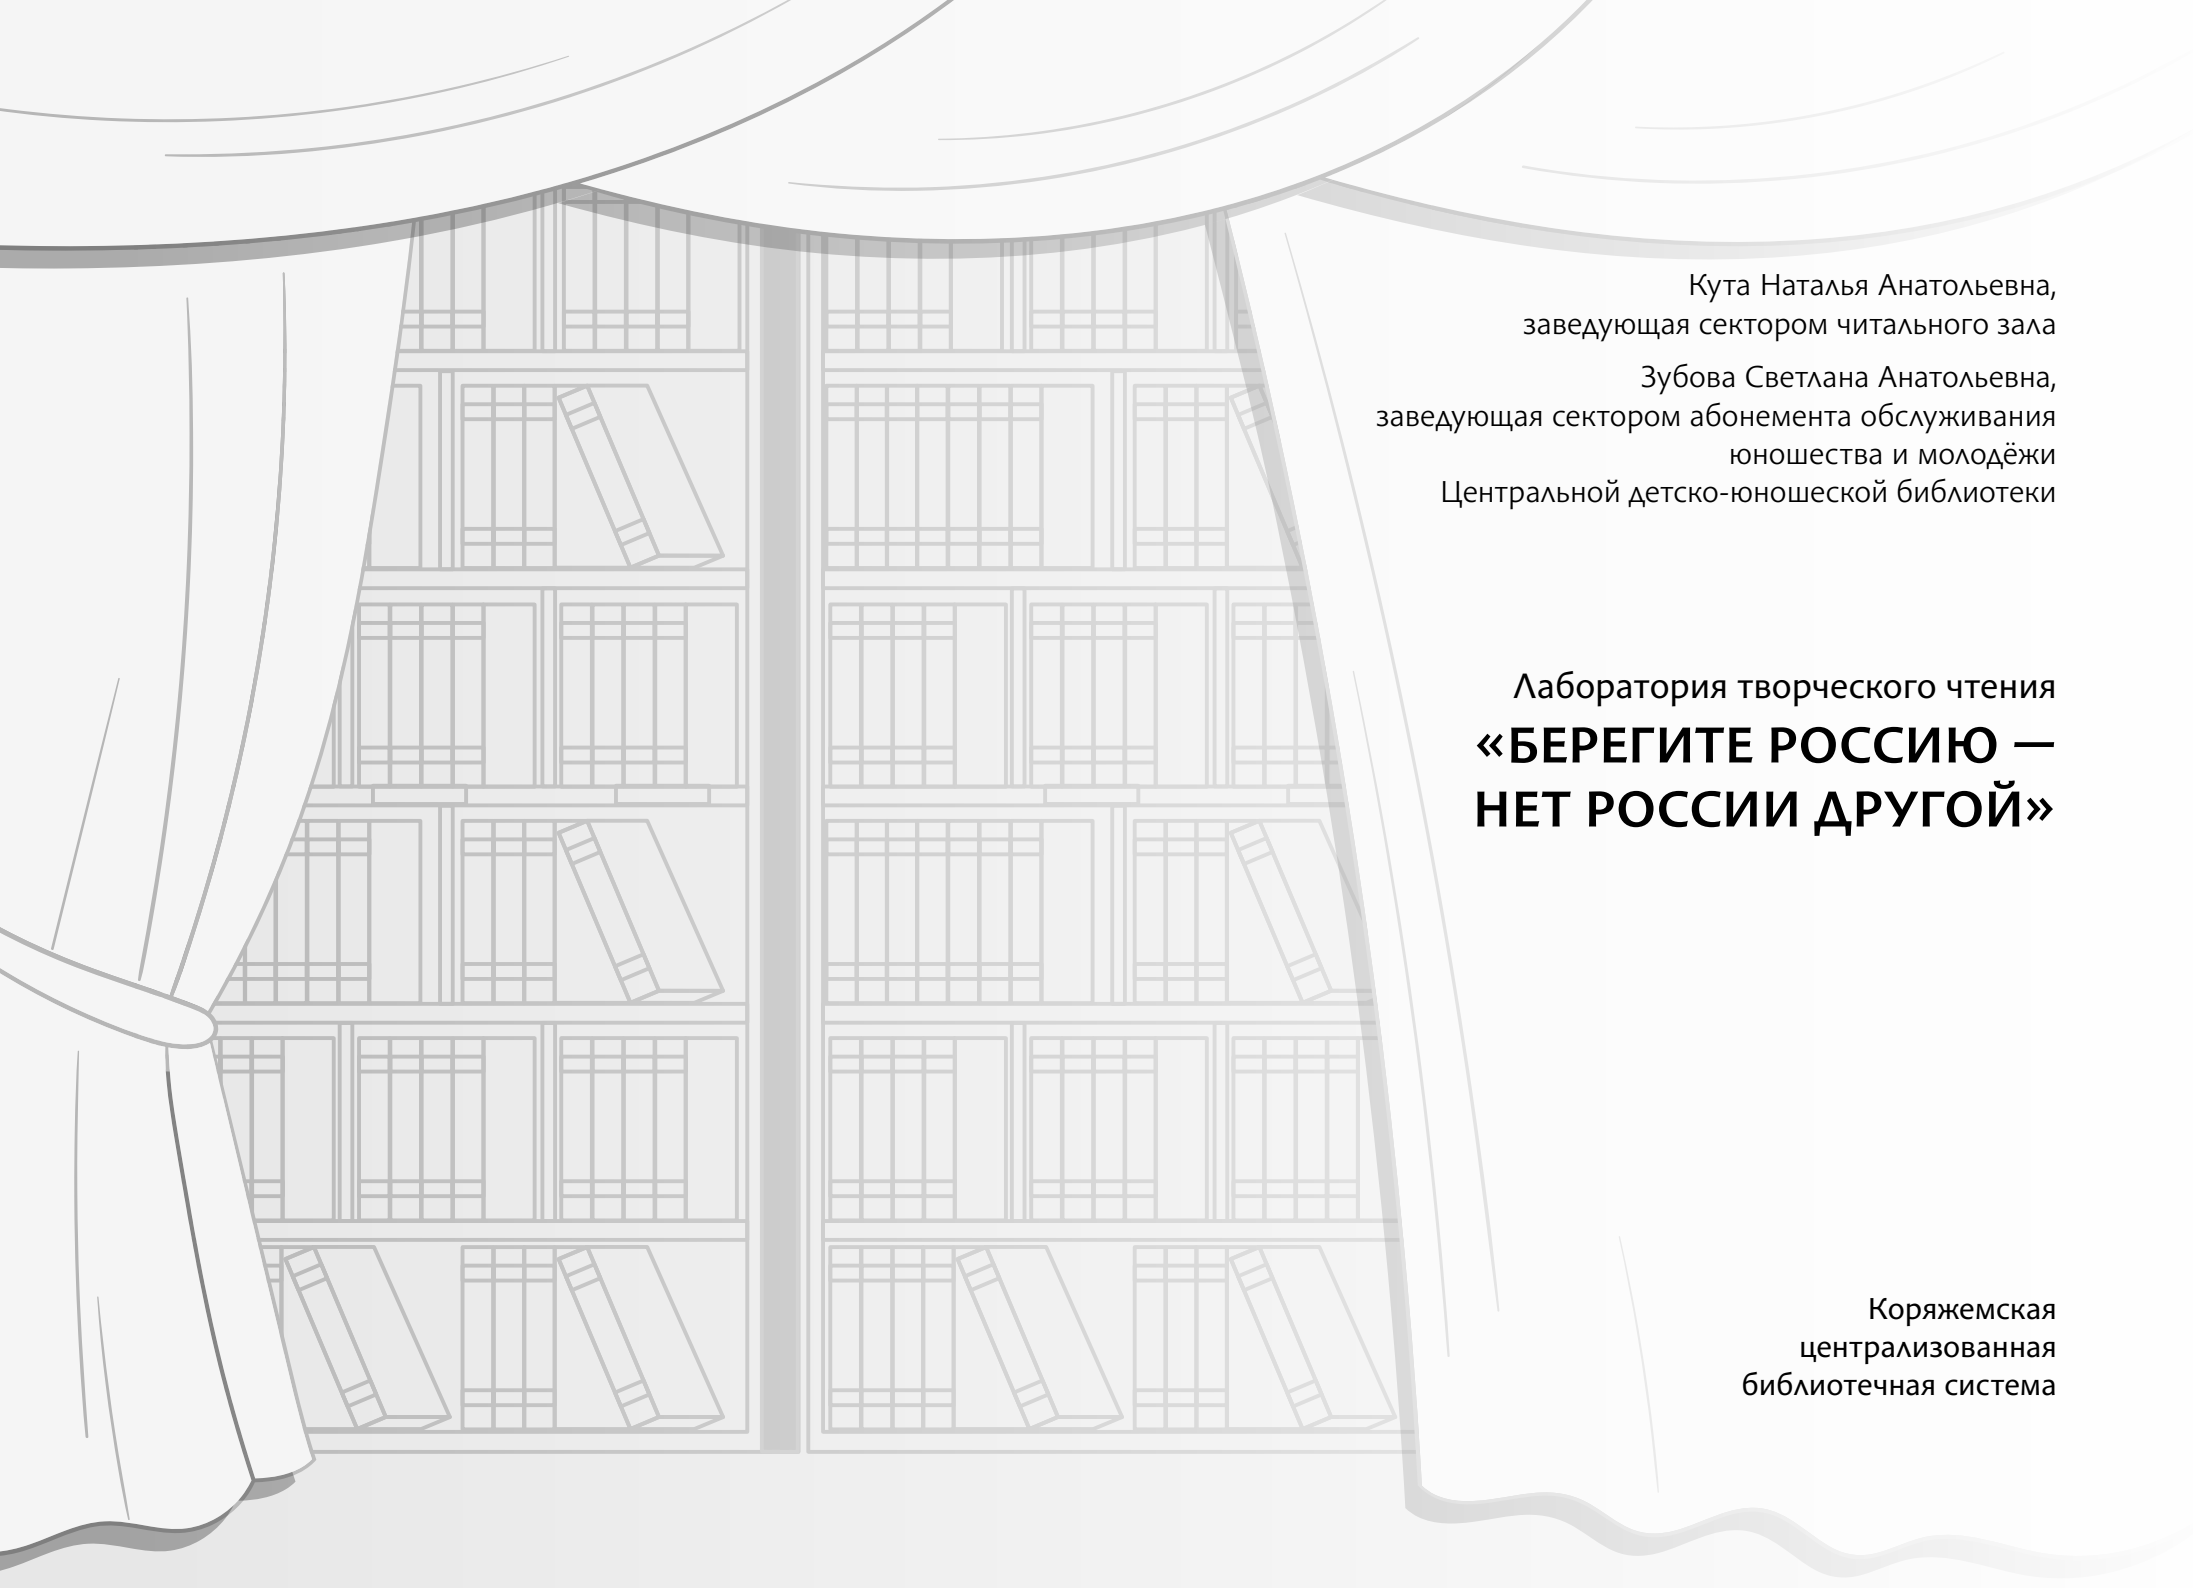 Кута Наталья Анатольевна,
заведующая сектором читального зала
Зубова Светлана Анатольевна,
заведующая сектором абонемента обслуживания
юношества и молодёжи
Центральной детско-юношеской библиотеки
Лаборатория творческого чтения
«БЕРЕГИТЕ РОССИЮ —
НЕТ РОССИИ ДРУГОЙ»
Коряжемская
централизованная
библиотечная система